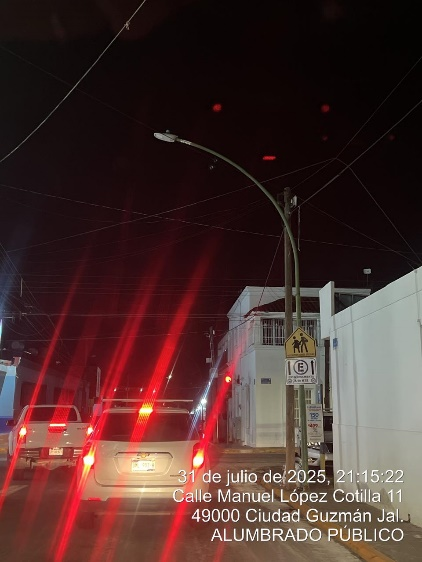 E
31 de julio de 2025, 21:15:22
Calle Manuel López Cotilla 11
49000 Ciudad Guzmán Jal.
ALUMBRADO PÚBLICO